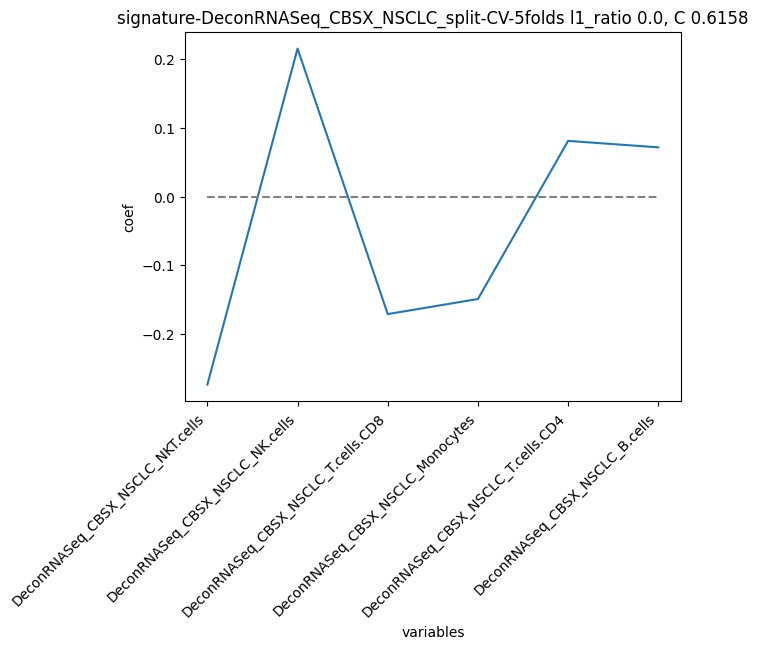 signature-DeconRNASeq_CBSX_NSCLC_split-CV-5folds l1_ratio 0.0, C 0.6158
0.2
0.1
0.0
−0.1
−0.2
coef
DeconRNASeq_CBSX_NSCLC_NKT.cells
DeconRNASeq_CBSX_NSCLC_NK.cells
DeconRNASeq_CBSX_NSCLC_T.cells.CD8
DeconRNASeq_CBSX_NSCLC_Monocytes
DeconRNASeq_CBSX_NSCLC_T.cells.CD4
DeconRNASeq_CBSX_NSCLC_B.cells
variables